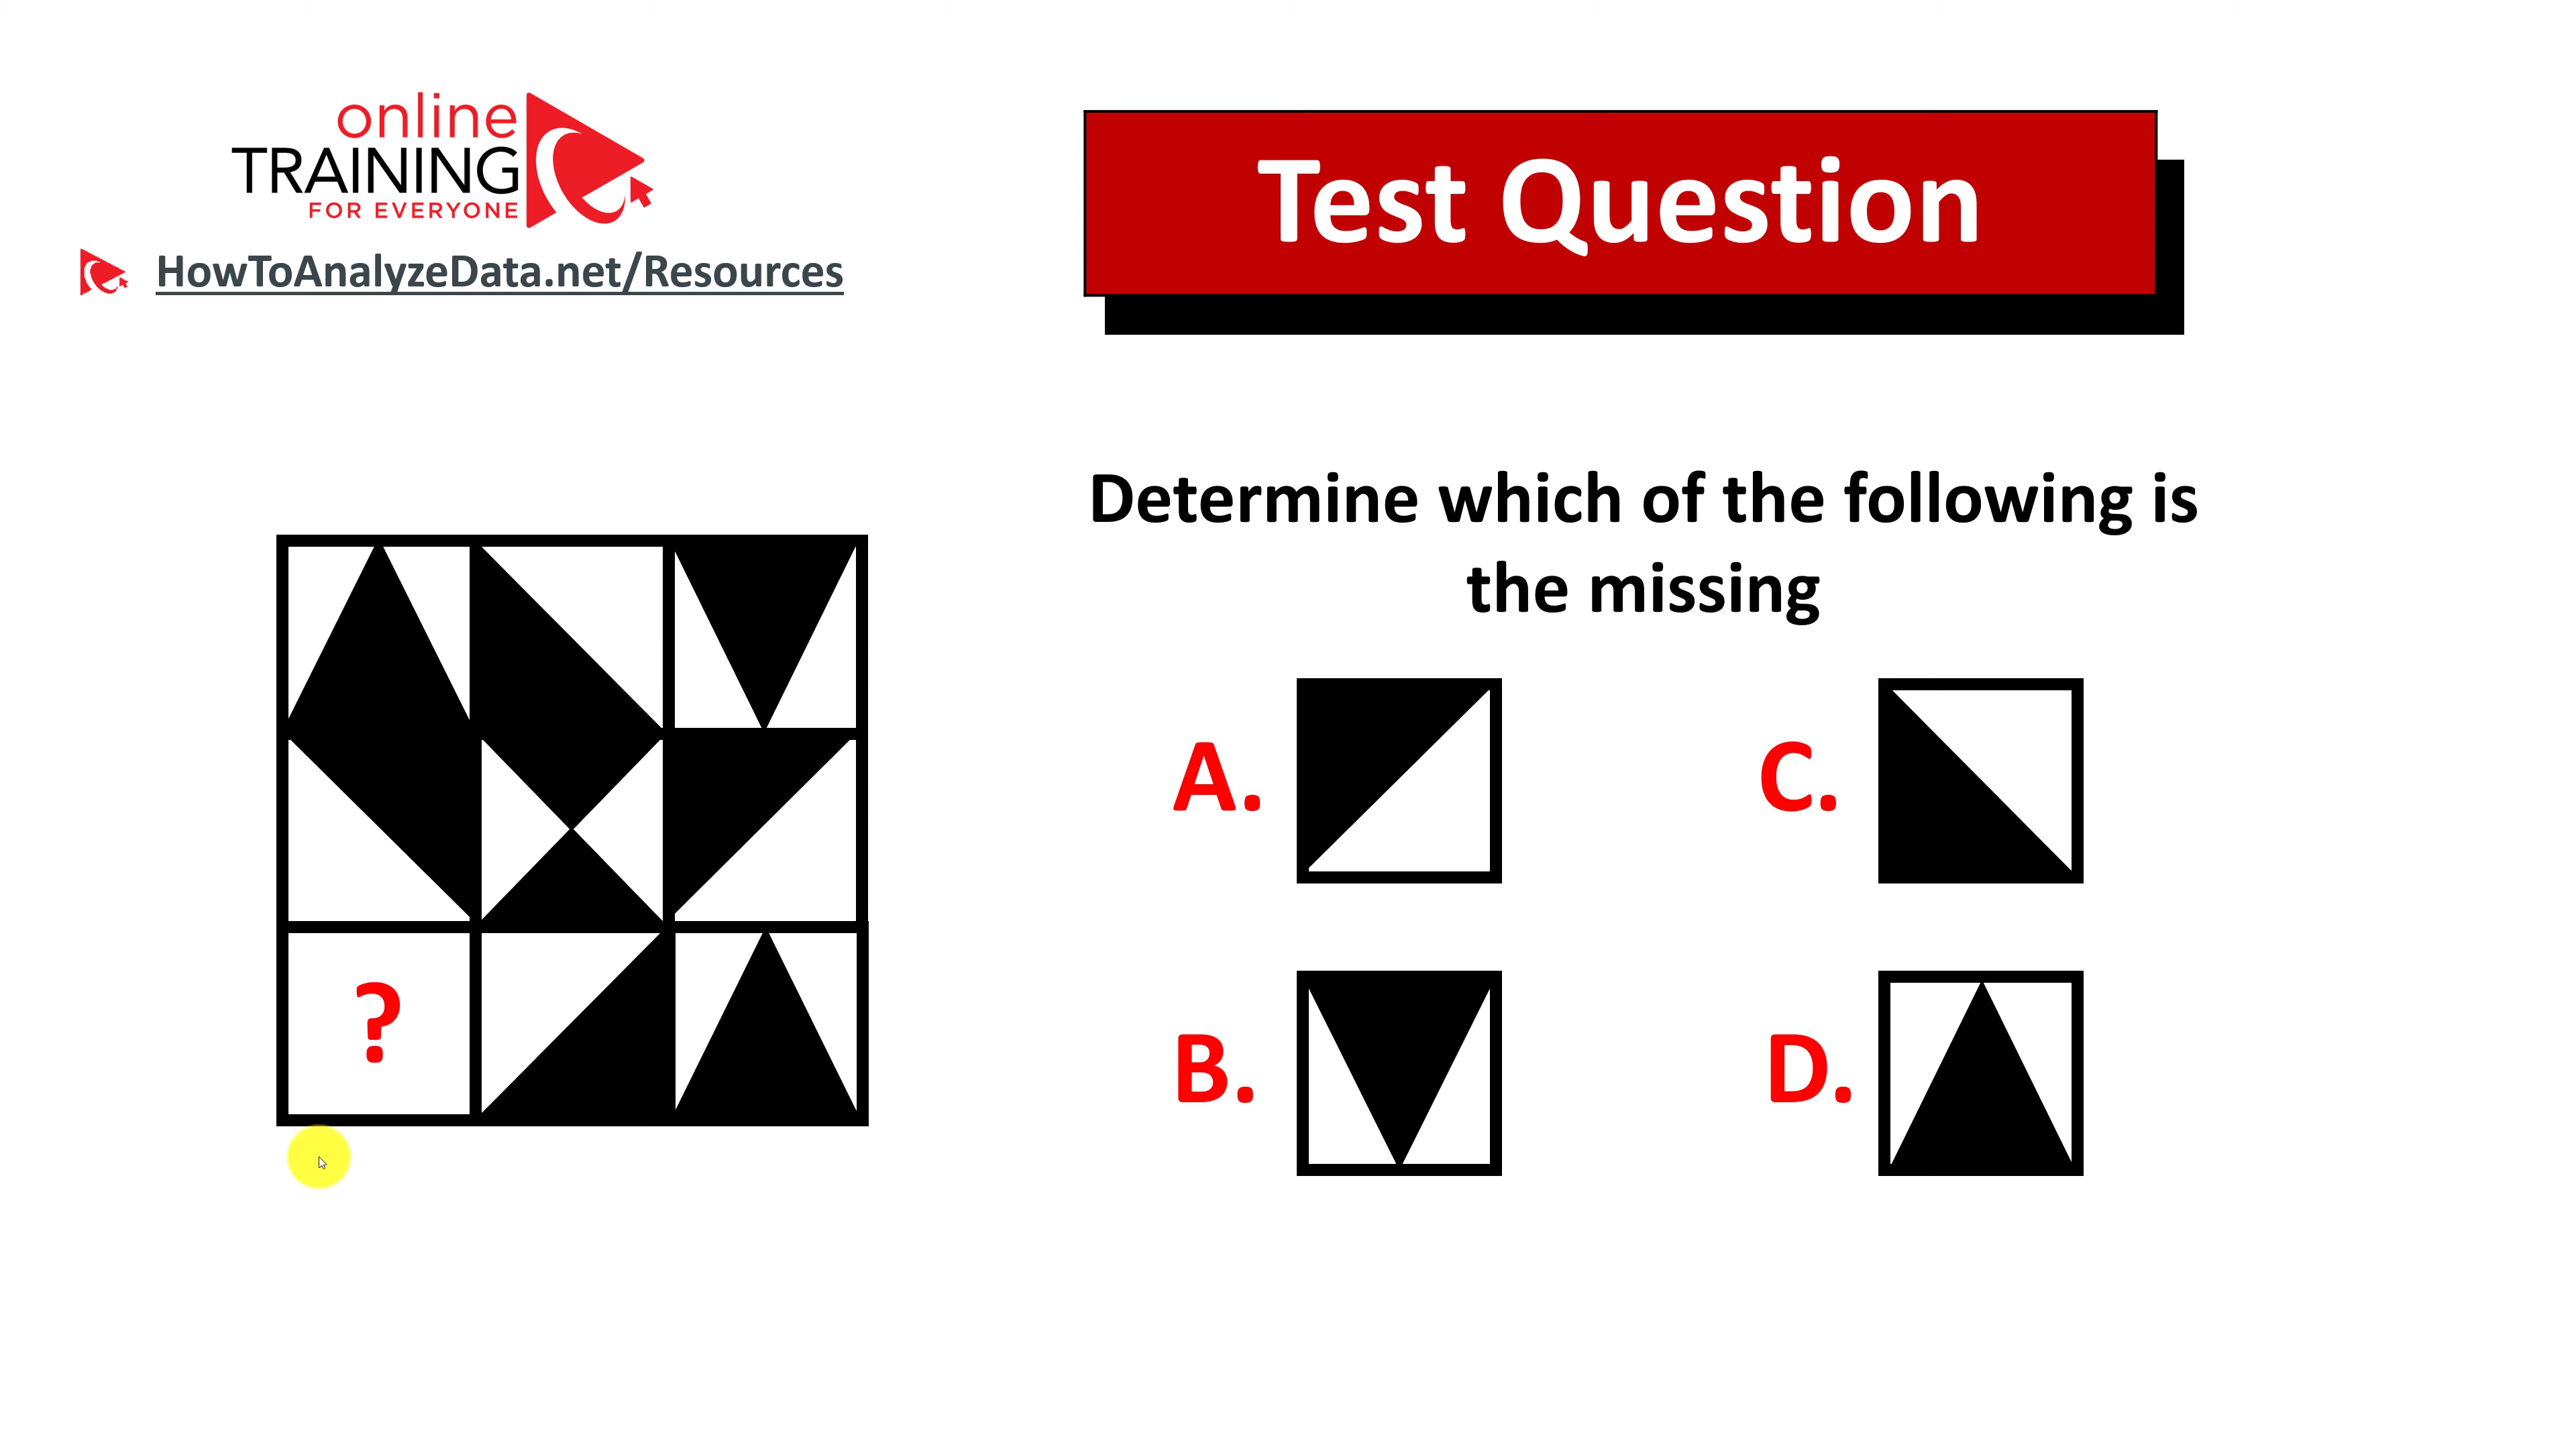 online
TRAINING
FOR EVERYONE
HowToAnalyzeData.net/Resources
Test Question
Determine which of the following is
the missing
?
A.
C.
B.
D.